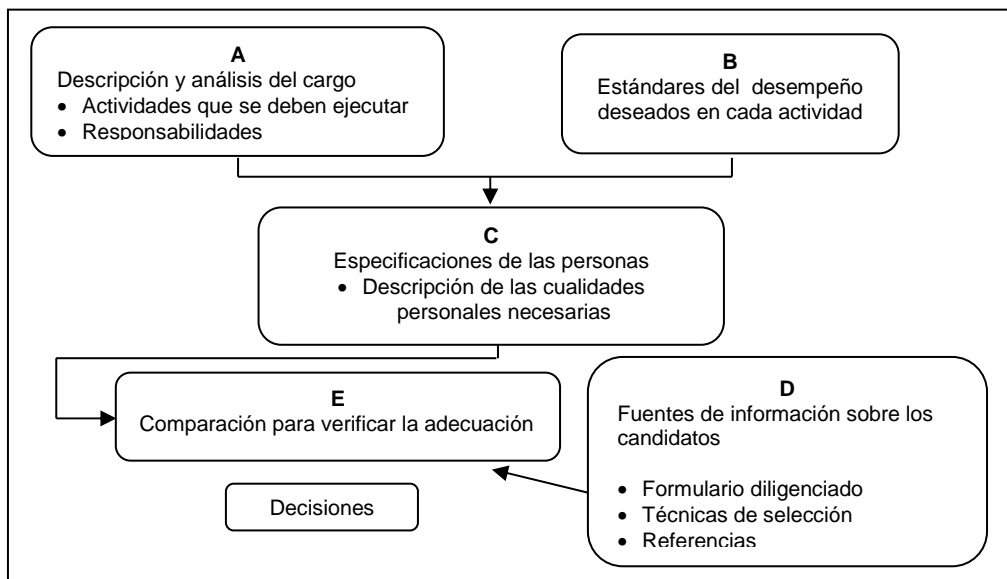 A
Descripción y análisis del cargo
• Actividades que se deben ejecutar
• Responsabilidades
B
Estándares del desempeño
deseados en cada actividad
C
Especificaciones de las personas
• Descripción de las cualidades
personales necesarias
E
Comparación para verificar la adecuación
D
Fuentes de información sobre los
candidatos
• Formulario diligenciado
• Técnicas de selección
• Referencias
Decisiones